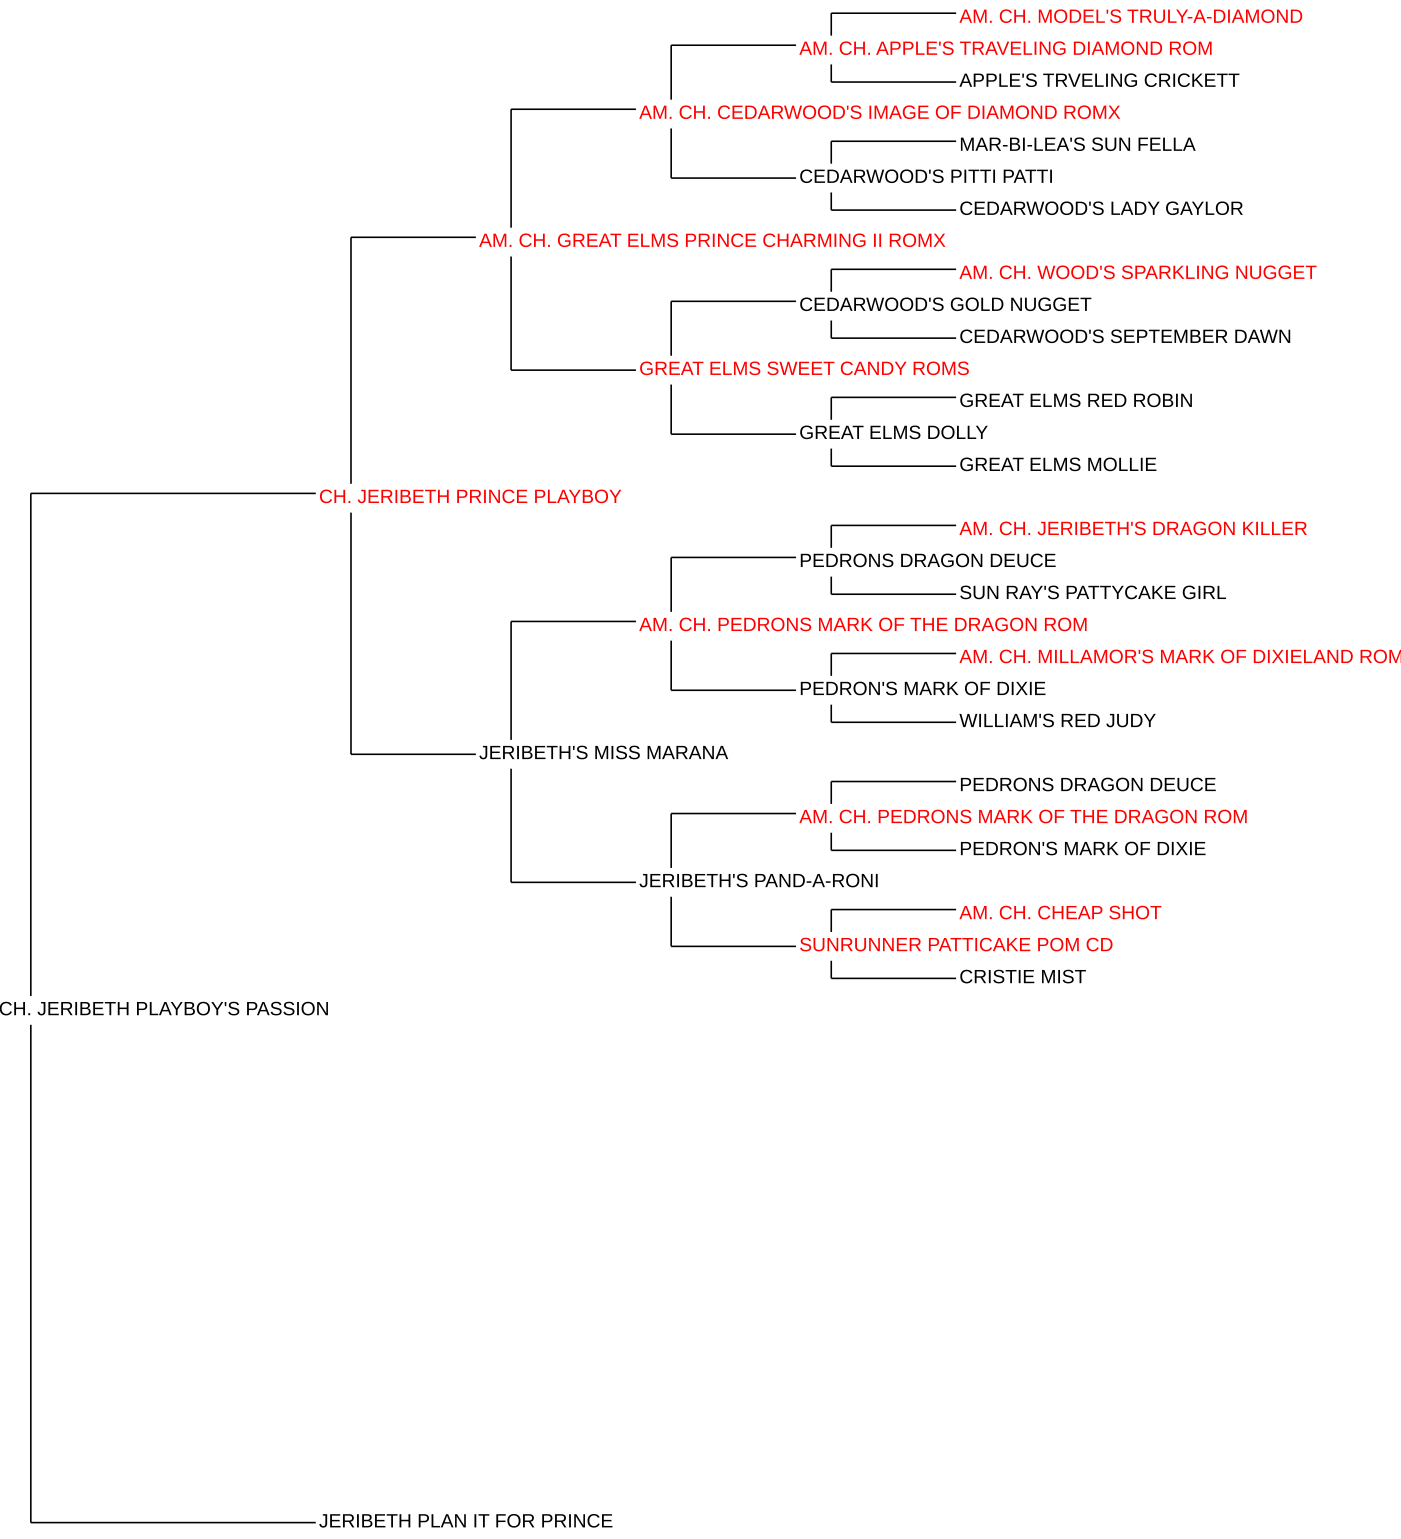 AM. CH. MODEL'S TRULY-A-DIAMOND
AM. CH. APPLE'S TRAVELING DIAMOND ROM
APPLE'S TRVELING CRICKETT
AM. CH. CEDARWOOD'S IMAGE OF DIAMOND ROMX
MAR-BI-LEA'S SUN FELLA
CEDARWOOD'S PITTI PATTI
CEDARWOOD'S LADY GAYLOR
AM. CH. GREAT ELMS PRINCE CHARMING II ROMX
AM. CH. WOOD'S SPARKLING NUGGET
CEDARWOOD'S GOLD NUGGET
CEDARWOOD'S SEPTEMBER DAWN
GREAT ELMS SWEET CANDY ROMS
GREAT ELMS RED ROBIN
GREAT ELMS DOLLY
GREAT ELMS MOLLIE
CH. JERIBETH PRINCE PLAYBOY
AM. CH. JERIBETH'S DRAGON KILLER
PEDRONS DRAGON DEUCE
SUN RAY'S PATTYCAKE GIRL
AM. CH. PEDRONS MARK OF THE DRAGON ROM
AM. CH. MILLAMOR'S MARK OF DIXIELAND ROM
PEDRON'S MARK OF DIXIE
WILLIAM'S RED JUDY
JERIBETH'S MISS MARANA
PEDRONS DRAGON DEUCE
AM. CH. PEDRONS MARK OF THE DRAGON ROM
PEDRON'S MARK OF DIXIE
JERIBETH'S PAND-A-RONI
AM. CH. CHEAP SHOT
SUNRUNNER PATTICAKE POM CD
CRISTIE MIST
CH. JERIBETH PLAYBOY'S PASSION
JERIBETH PLAN IT FOR PRINCE